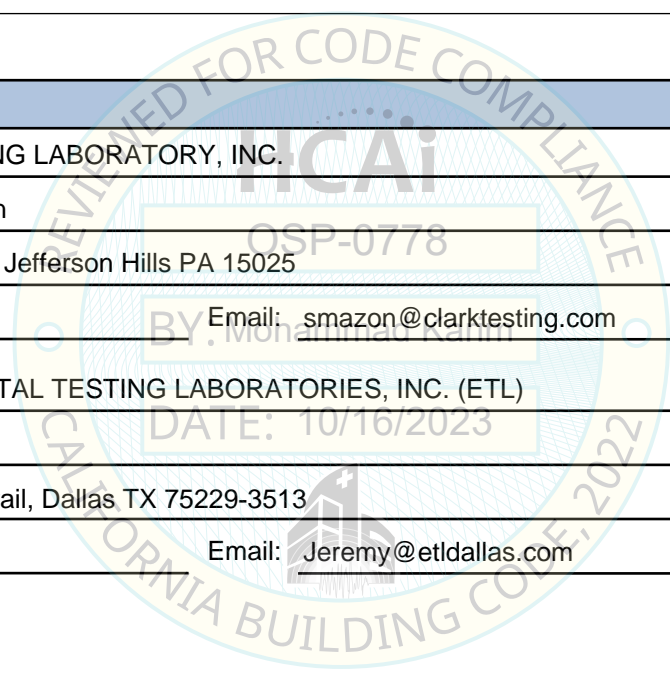 REVIEWED FOR CODE COMPLIANCE
HCAi
NG LABORATORY, INC.
n
OSP-0778
Jefferson Hills PA 15025
Email: smazon@clarktesting.com
BY: Mohammad Karim
TAL TESTING LABORATORIES, INC. (ETL)
DATE: 10/16/2023
ail, Dallas TX 75229-3513
Email: Jeremy@etldallas.com
CALIFORNIA BUILDING CODE, 2022